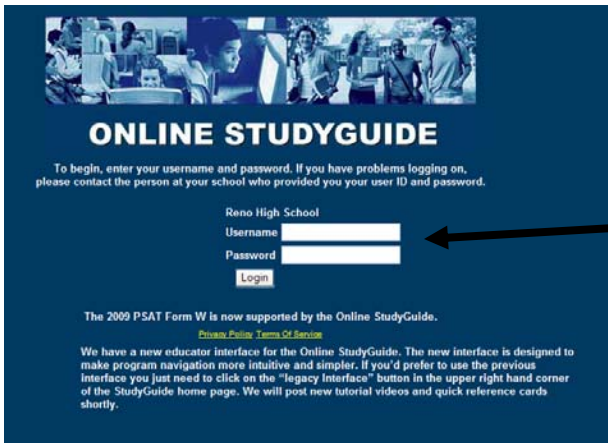 ONLINE STUDYGUIDE
To begin, enter your username and password. If you have problems logging on,
please contact the person at your school who provided you your user ID and password.
Reno High School
Username
Password
Login
The 2009 PSAT Form W is now supported by the Online StudyGuide.
Privacy Policy Terms Of Service
We have a new educator interface for the Online StudyGuide. The new interface is designed to
make program navigation more intuitive and simpler. If you'd prefer to use the previous
interface you just need to click on the "legacy Interface" button in the upper right hand corner
of the StudyGuide home page. We will post new tutorial videos and quick reference cards
shortly.